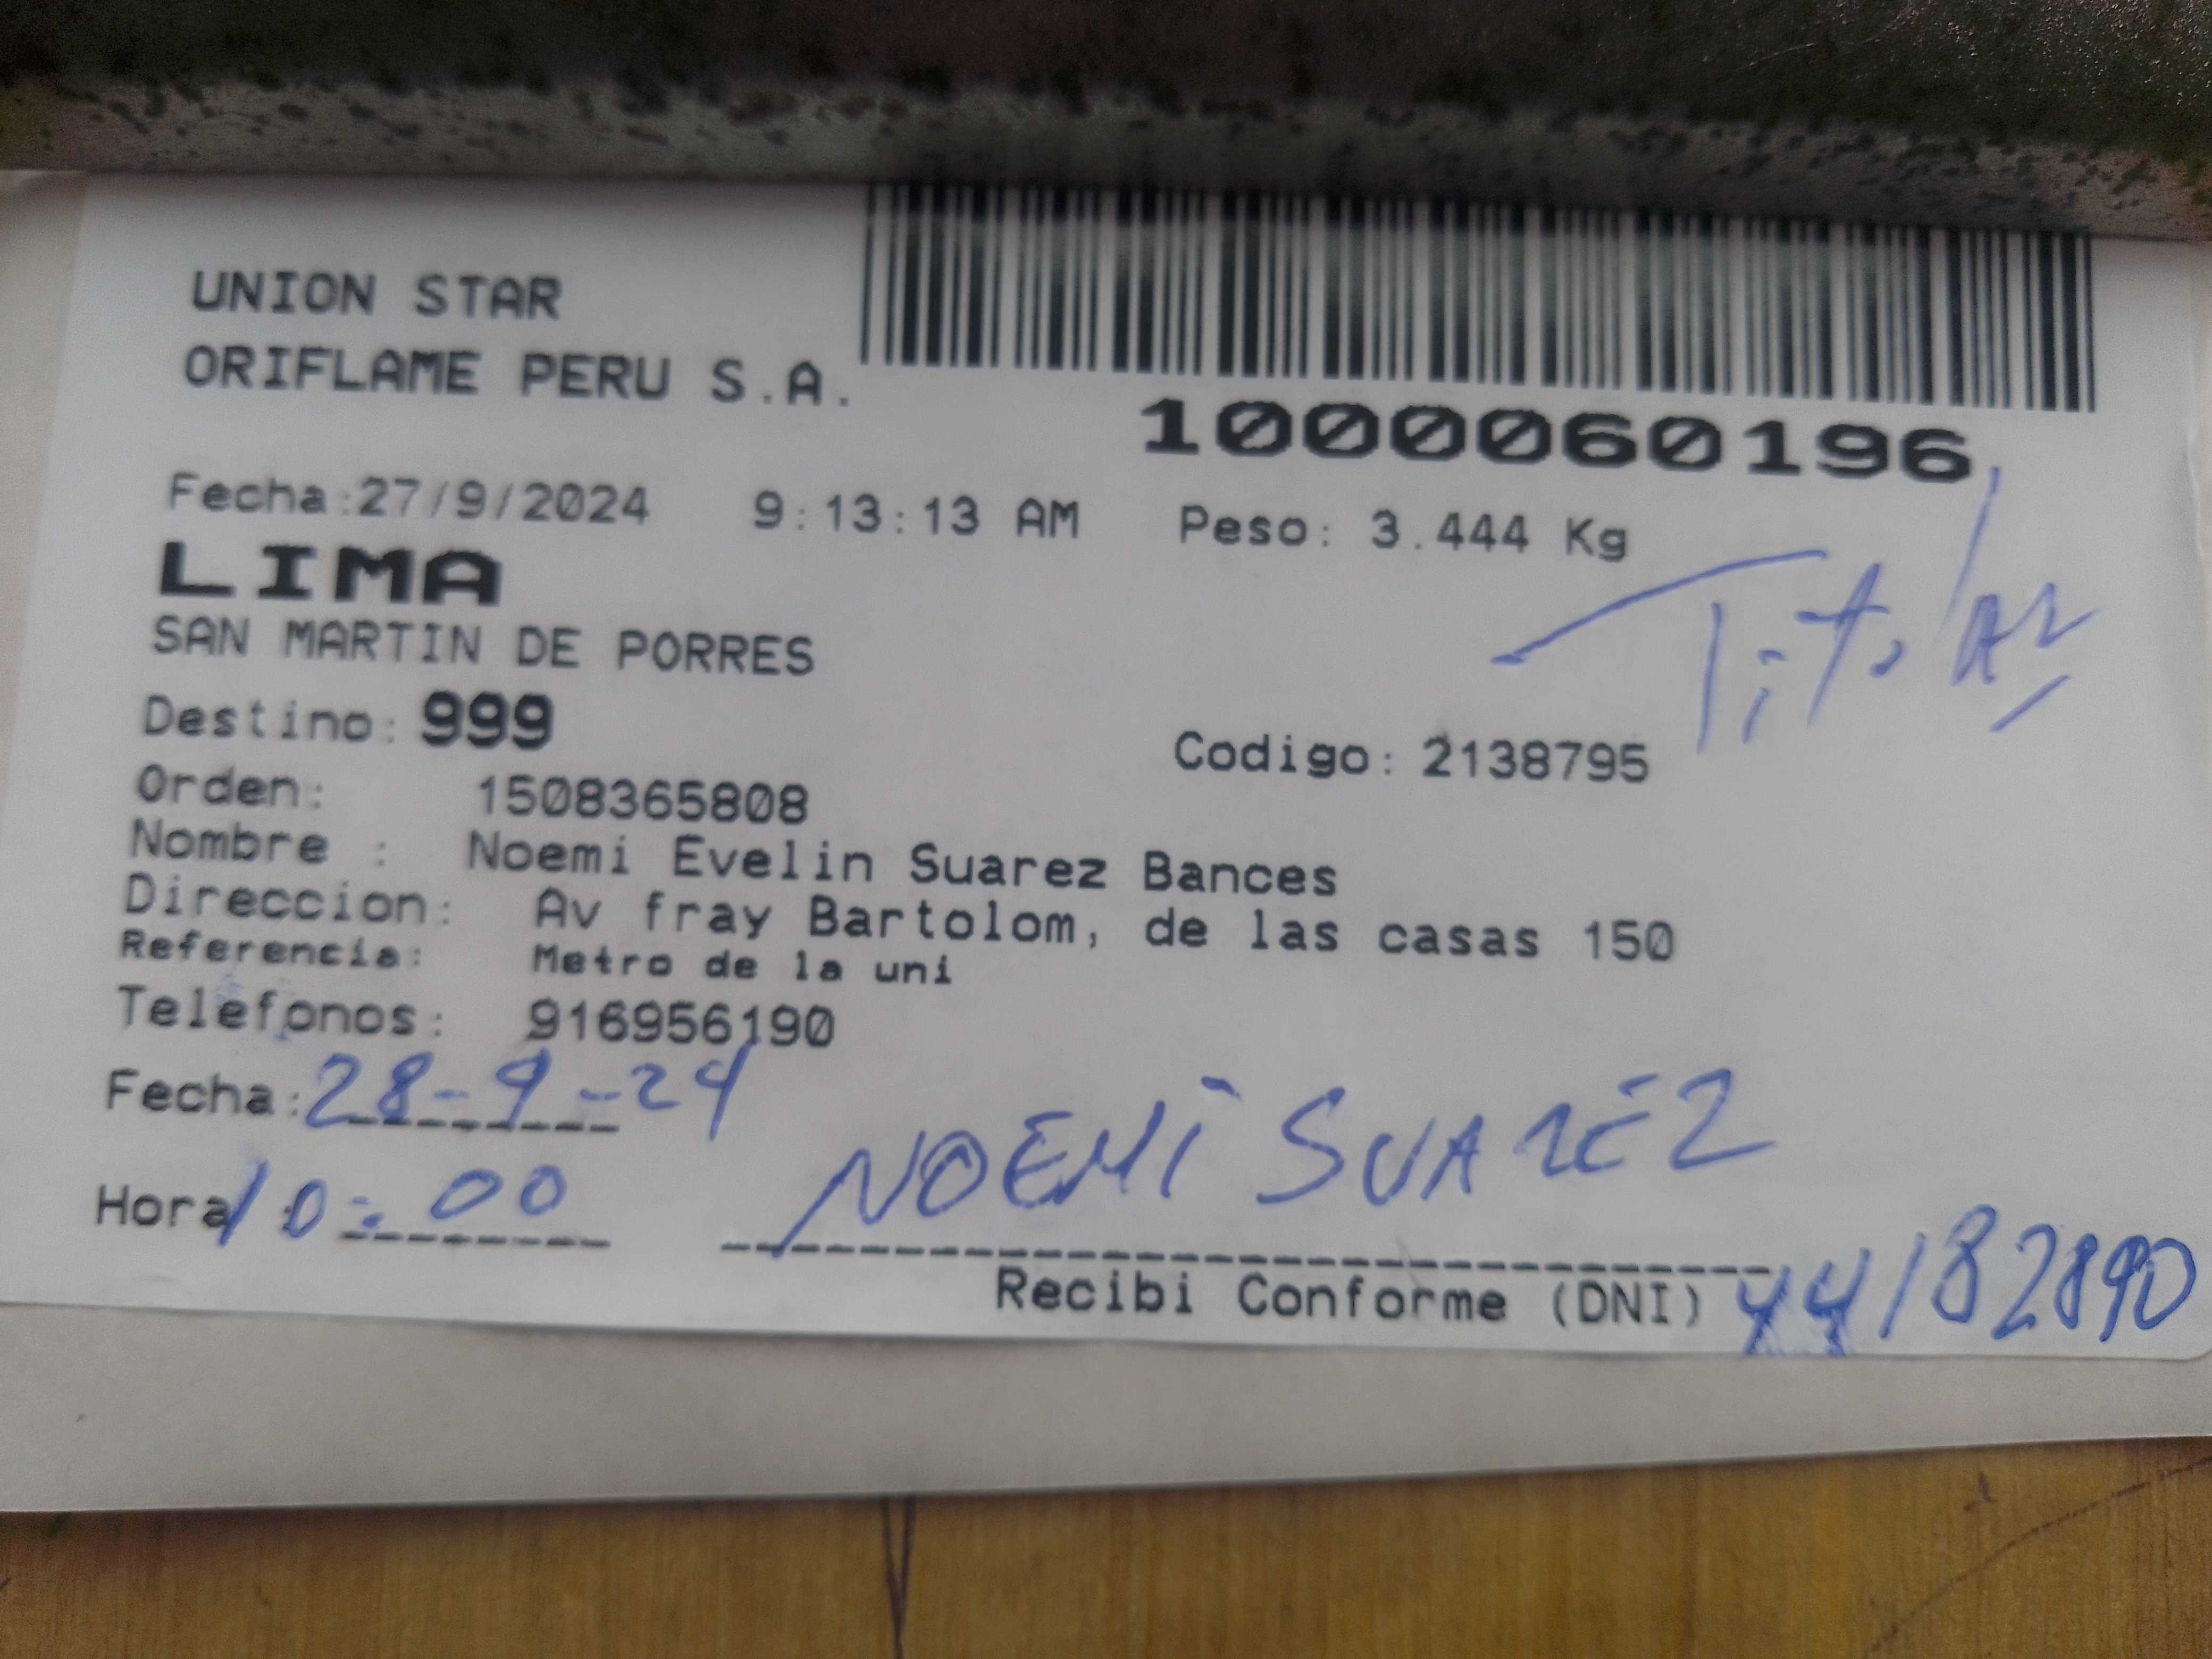 UNION STAR
ORIFLAME PERU S.A.
1000060196
Fecha:27/9/2024 9:13:13 AM Peso: 3.444 Kg
LIMA
Titular
SAN MARTIN DE PORRES
Destino: 999
Codigo: 2138795
Orden: 1508365808
Nombre : Noemi Evelin Suarez Bances
Direccion: Av fray Bartolom, de las casas 150
Referencia: Metro de la uni
Telefonos: 916956190
Fecha: 28-9-24
NOEMI SUAREZ
Hora 10:00
Recibi Conforme (DNI) 44182890